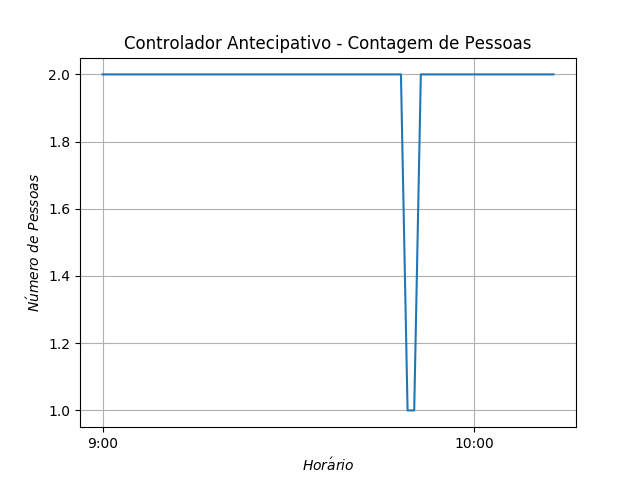 Controlador Antecipativo - Contagem de Pessoas
2.0
1.8
1.6
1.4
1.2
1.0
Número de Pessoas
9:00 10:00
Horário